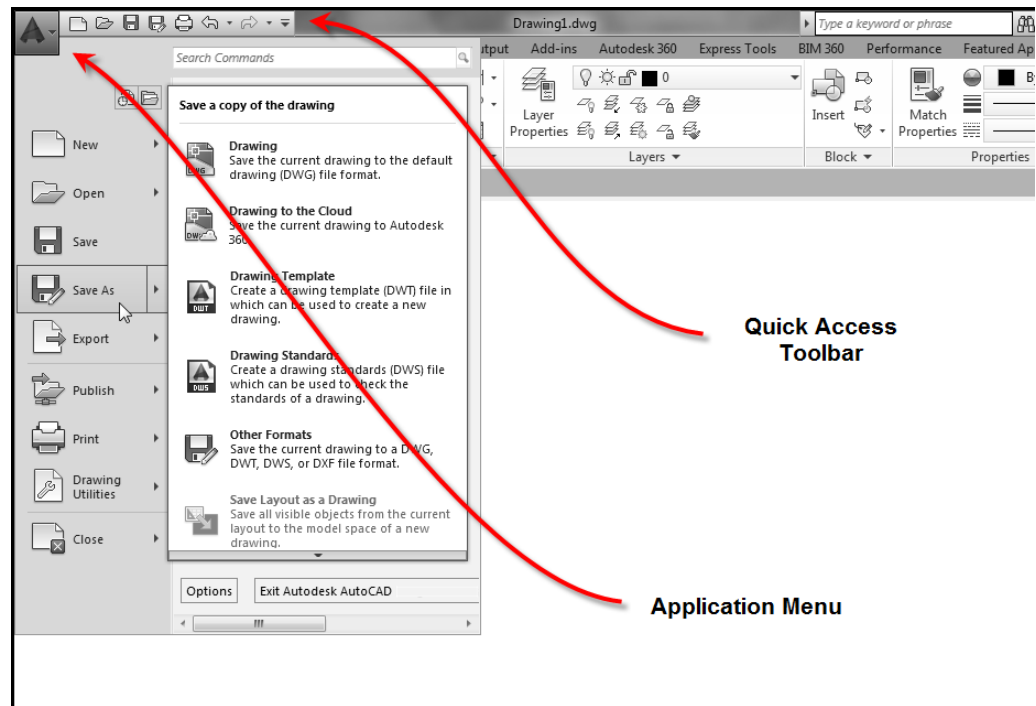 Drawing1.dwg
Type a keyword or phrase
Search Commands
Add-ins Autodesk 360 Express Tools BIM 360 Performance Featured
New
Open
Save
Save As
Export
Publish
Print
Drawing
Utilities
Close
Save a copy of the drawing
Drawing
Save the current drawing to the default
drawing (DWG) file format.
DWG
Drawing to the Cloud
Save the current drawing to Autodesk
360
Drawing Template
Create a drawing template (DWT) file in
which can be used to create a new
drawing.
DWT
Drawing Standards
Create a drawing standards (DWS) file
which can be used to check the
standards of a drawing.
DWS
Other Formats
Save the current drawing to a DWG,
DWT, DWS, or DXF file format.
Save Layout as a Drawing
Save all visible objects from the current
layout to the model space of a new
drawing.
Options
Exit Autodesk AutoCAD
0
Layer
Properties
Layers
Insert
Block
Match
Properties
Properties
Quick Access
Toolbar
Application Menu